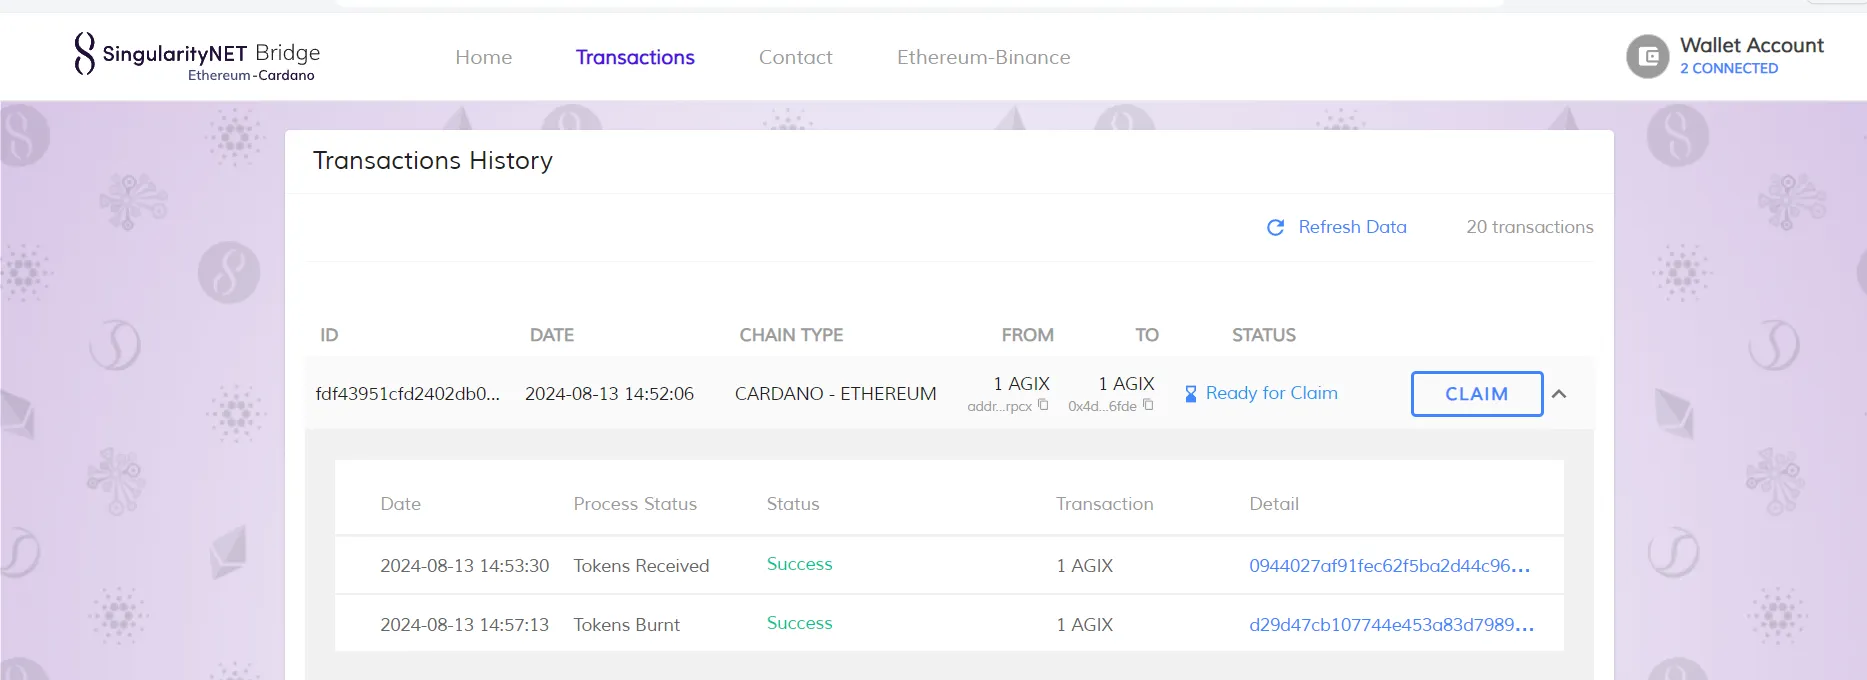 SingularityNET Bridge
Ethereum-Cardano
Home Transactions Contact Ethereum-Binance
Wallet Account
2 CONNECTED
Transactions History
Refresh Data 20 transactions
ID DATE CHAIN TYPE FROM TO STATUS
fdf43951cfd2402db0... 2024-08-13 14:52:06 CARDANO - ETHEREUM 1 AGIX 1 AGIX Ready for Claim CLAIM
addr...rpcx 0x4d...6fde
Date Process Status Status Transaction Detail
2024-08-13 14:53:30 Tokens Received Success 1 AGIX 0944027af91fec62f5ba2d44c96...
2024-08-13 14:57:13 Tokens Burnt Success 1 AGIX d29d47cb107744e453a83d7989...